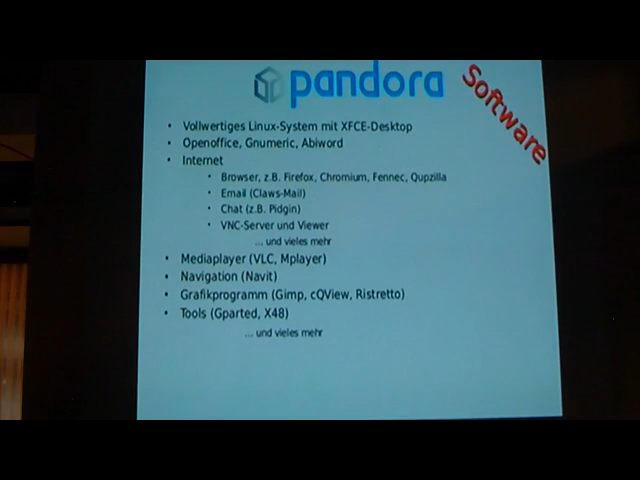 pandora
Software
• Vollwertiges Linux-System mit XFCE-Desktop
• Openoffice, Gnumeric, Abiword
• Internet
• Browser, z.B. Firefox, Chromium, Fennec, Qupzilla
• Email (Claws-Mail)
• Chat (z.B. Pidgin)
• VNC-Server und Viewer
... und vieles mehr
• Mediaplayer (VLC, Mplayer)
• Navigation (Navit)
• Grafikprogramm (Gimp, cQView, Ristretto)
• Tools (Gparted, X48)
... und vieles mehr